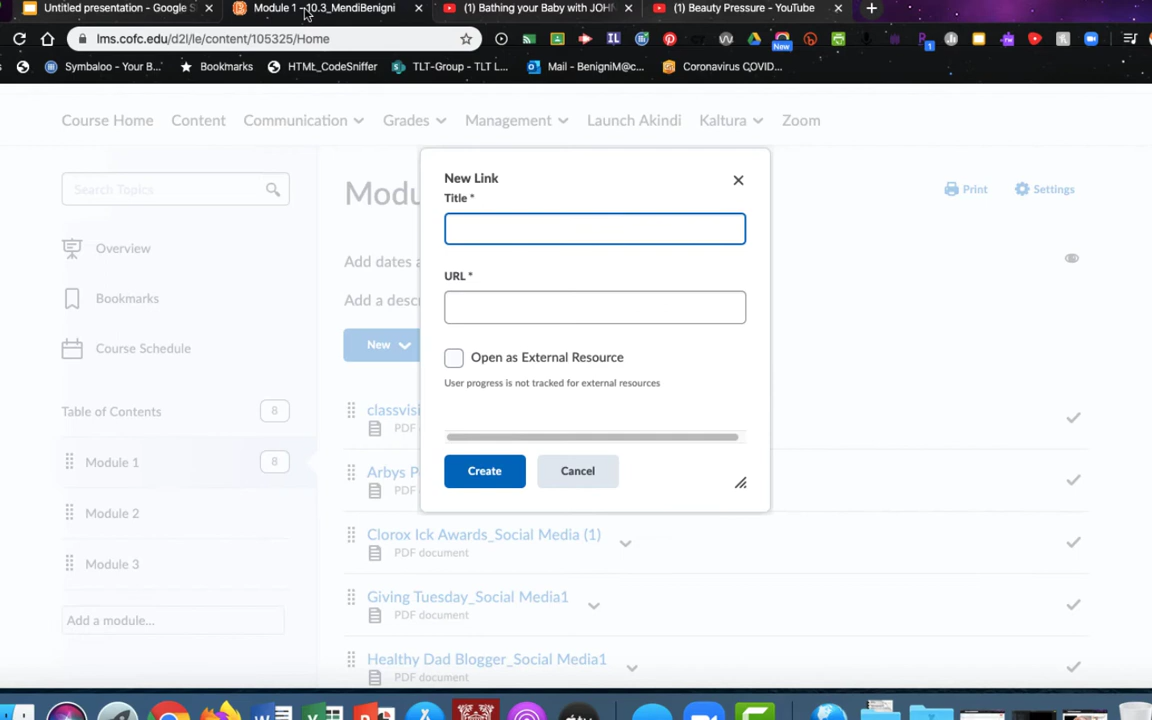 Untitled presentation - Google S
Module 1 - 10.3_MendiBenigni
(1) Bathing your Baby with JOHN
(1) Beauty Pressure - YouTube
lms.cofc.edu/d2l/le/content/105325/Home
New
1
Symbaloo - Your B...
Bookmarks
HTML_CodeSniffer
TLT-Group - TLT L...
Mail - BenigniM@c...
Coronavirus COVID...
Course Home
Content
Communication
Grades
Management
Launch Akindi
Kaltura
Zoom
Search Topics
Overview
Bookmarks
Course Schedule
Table of Contents
8
Module 1
8
Module 2
Module 3
Add a module...
Modu
Print
Settings
Add dates a
Add a descr
New
New Link
Title *
URL *
Open as External Resource
User progress is not tracked for external resources
Create
Cancel
classvisi
PDF
Arbys P
PDF
Clorox Ick Awards_Social Media (1)
PDF document
Giving Tuesday_Social Media1
PDF document
Healthy Dad Blogger_Social Media1
PDF document